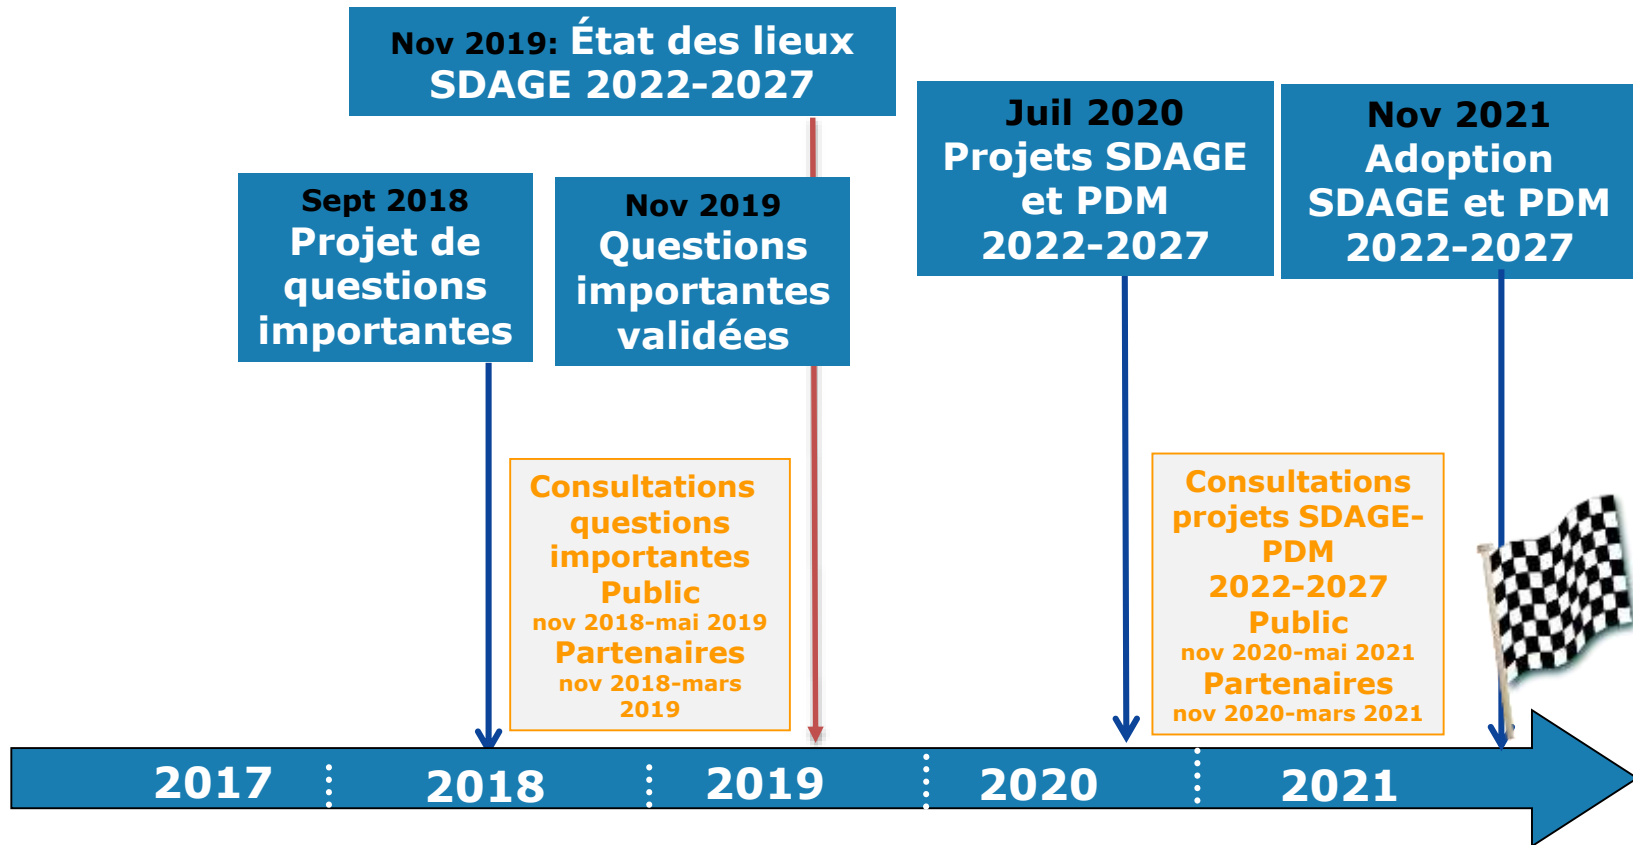 Nov 2019: État des lieux
SDAGE 2022-2027
Sept 2018
Projet de
questions
importantes
Nov 2019
Questions
importantes
validées
Juil 2020
Projets SDAGE
et PDM
2022-2027
Nov 2021
Adoption
SDAGE et PDM
2022-2027
Consultations
questions
importantes
Public
nov 2018-mai 2019
Partenaires
nov 2018-mars
2019
Consultations
projets SDAGE-
PDM
2022-2027
Public
nov 2020-mai 2021
Partenaires
nov 2020-mars 2021
2017
2018
2019
2020
2021